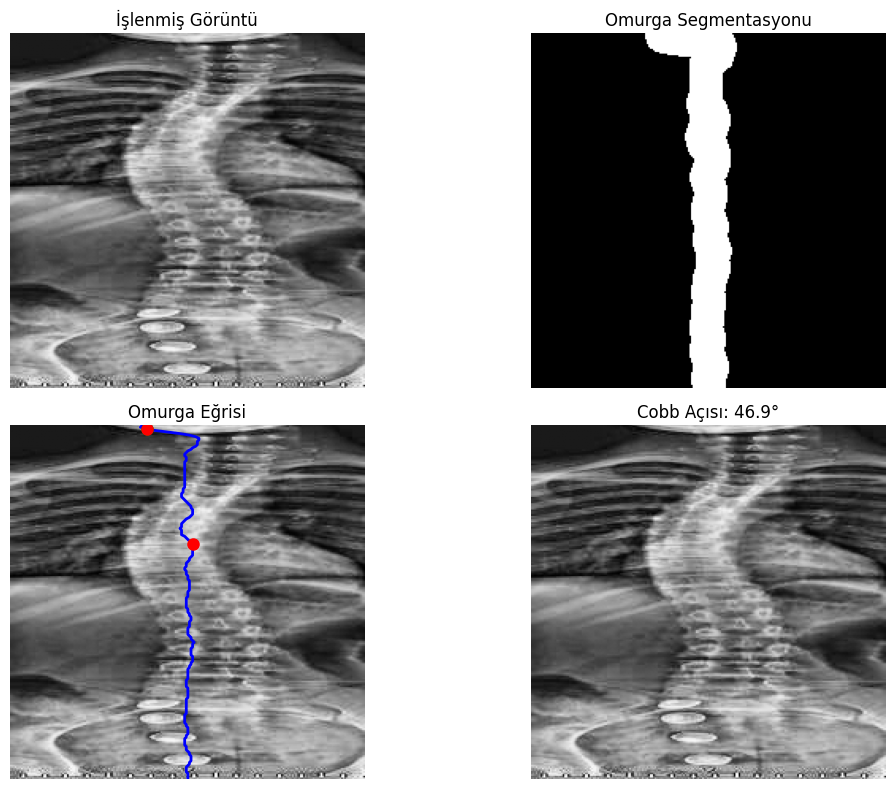 İşlenmiş Görüntü
Omurga Segmentasyonu
Omurga Eğrisi
Cobb Açısı: 46.9°